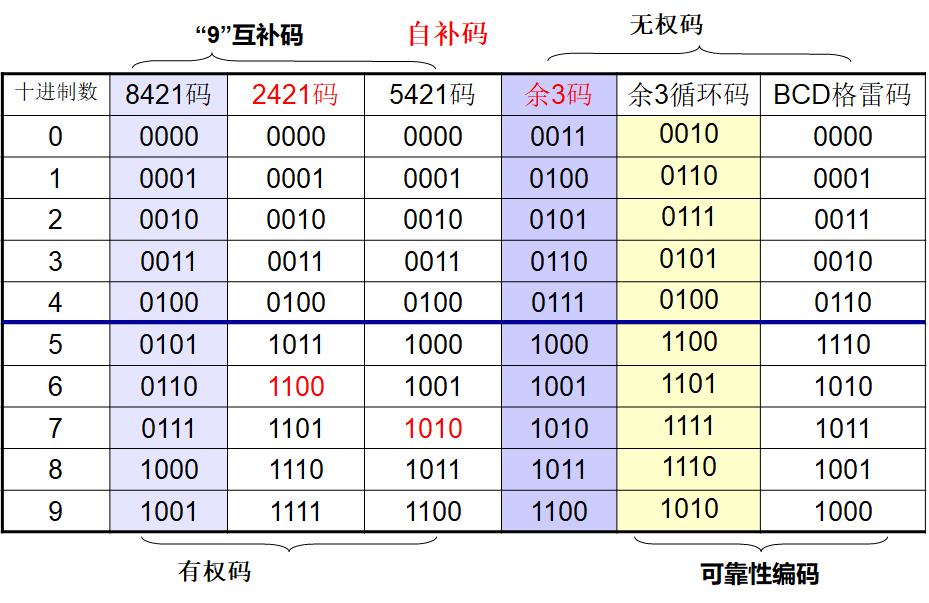 “9”互补码 自补码 无权码
十进制数 8421码 2421码 5421码 余3码 余3循环码 BCD格雷码
0 0000 0000 0000 0011 0010 0000
1 0001 0001 0001 0100 0110 0001
2 0010 0010 0010 0101 0111 0011
3 0011 0011 0011 0110 0101 0010
4 0100 0100 0100 0111 0100 0110
5 0101 1011 1000 1000 1100 1110
6 0110 1100 1001 1001 1101 1010
7 0111 1101 1010 1010 1111 1011
8 1000 1110 1011 1011 1110 1001
9 1001 1111 1100 1100 1010 1000
有权码 可靠性编码